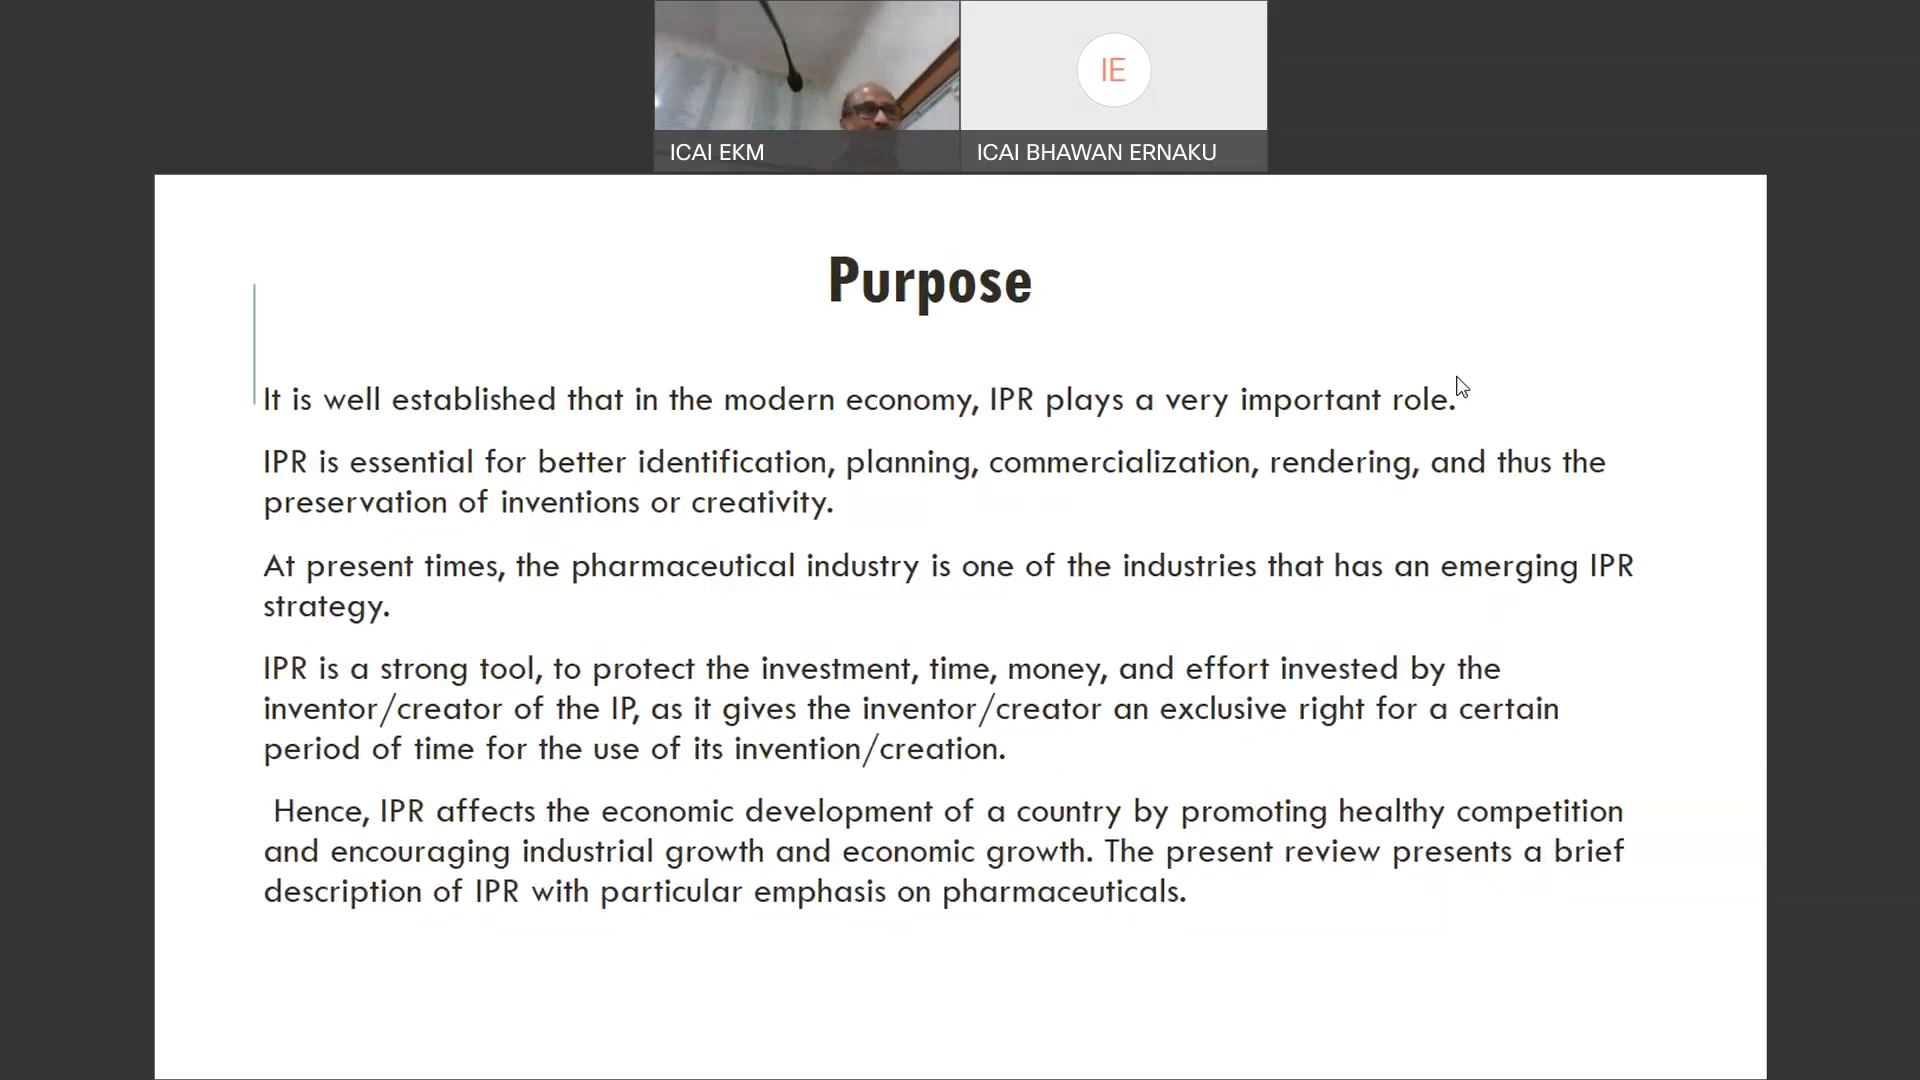 IE
ICAI EKM
ICAI BHAWAN ERNAKU
Purpose
It is well established that in the modern economy, IPR plays a very important role.
IPR is essential for better identification, planning, commercialization, rendering, and thus the
preservation of inventions or creativity.
At present times, the pharmaceutical industry is one of the industries that has an emerging IPR
strategy.
IPR is a strong tool, to protect the investment, time, money, and effort invested by the
inventor/creator of the IP, as it gives the inventor/creator an exclusive right for a certain
period of time for the use of its invention/creation.
Hence, IPR affects the economic development of a country by promoting healthy competition
and encouraging industrial growth and economic growth. The present review presents a brief
description of IPR with particular emphasis on pharmaceuticals.